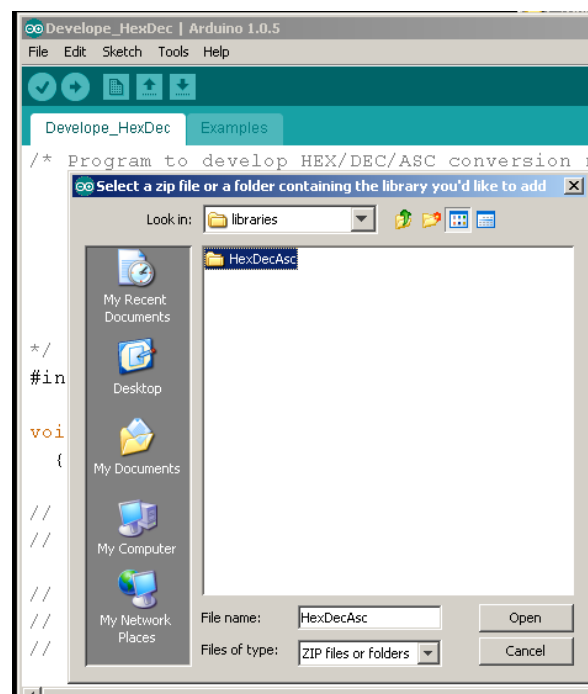 Develope_HexDec | Arduino 1.0.5
File Edit Sketch Tools Help
Develope_HexDec Examples
/* Program to develop HEX/DEC/ASC conversion
Select a zip file or a folder containing the library you'd like to add
Look in: libraries
HexDecAsc
My Recent
Documents
Desktop
My Documents
My Computer
My Network
Places
*/
#in
voi
{
//
//
//
//
//
File name: HexDecAsc Open
Files of type: ZIP files or folders Cancel